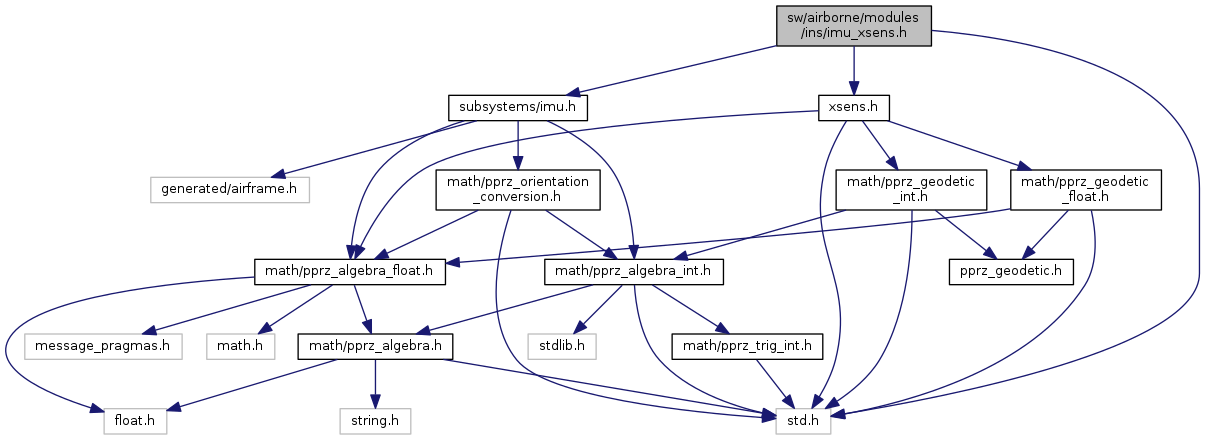 sw/airborne/modules
/ins/imu_xsens.h
subsystems/imu.h
xsens.h
generated/airframe.h
math/pprz_orientation
_conversion.h
math/pprz_geodetic
_int.h
math/pprz_geodetic
_float.h
math/pprz_algebra_float.h
math/pprz_algebra_int.h
pprz_geodetic.h
message_pragmas.h
math.h
math/pprz_algebra.h
stdlib.h
math/pprz_trig_int.h
float.h
string.h
std.h